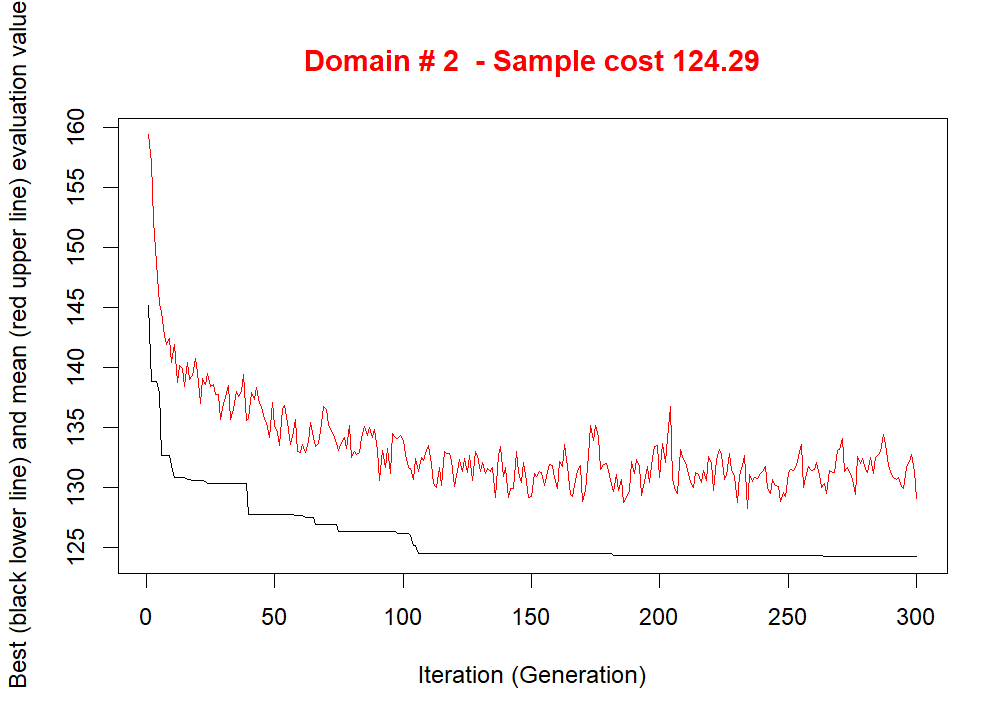 Domain # 2  - Sample cost 124.29
Best (black lower line) and mean (red upper line) evaluation value
160
155
150
145
140
135
130
125
0 50 100 150 200 250 300
Iteration (Generation)